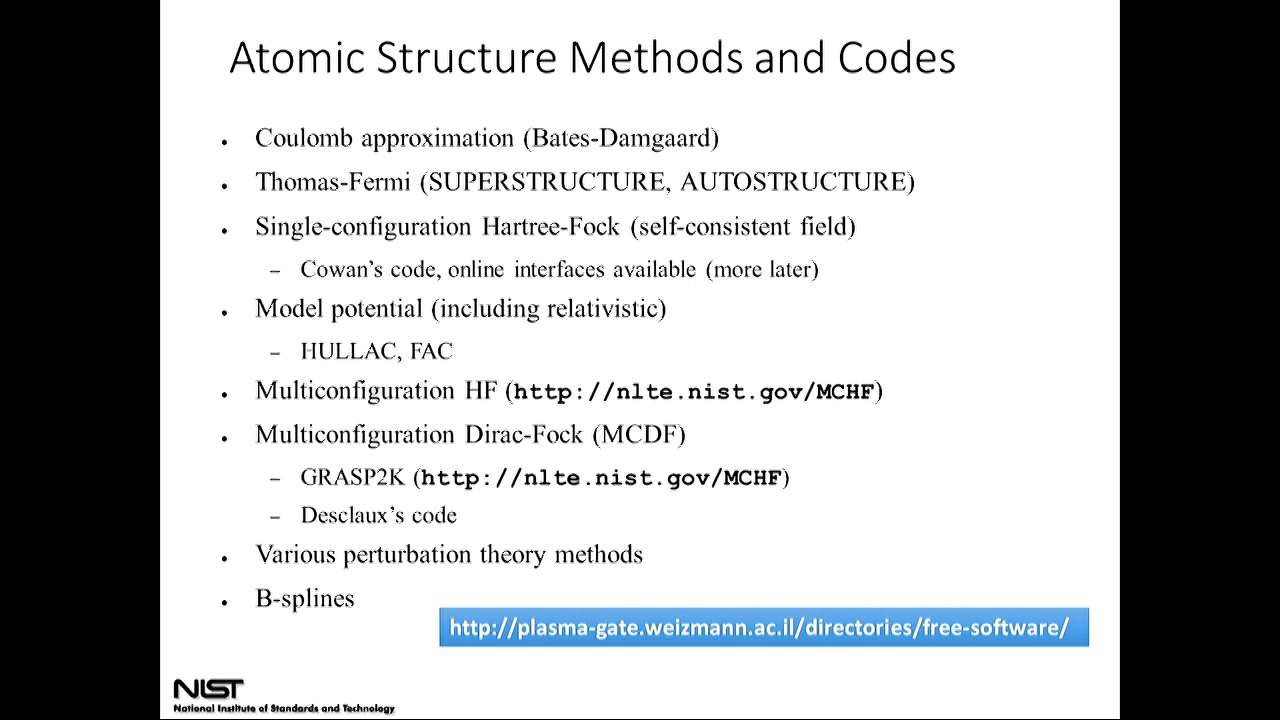 Atomic Structure Methods and Codes
• Coulomb approximation (Bates-Damgaard)
• Thomas-Fermi (SUPERSTRUCTURE, AUTOSTRUCTURE)
• Single-configuration Hartree-Fock (self-consistent field)
– Cowan's code, online interfaces available (more later)
• Model potential (including relativistic)
– HULLAC, FAC
• Multiconfiguration HF (http://nlte.nist.gov/MCHF)
• Multiconfiguration Dirac-Fock (MCDF)
– GRASP2K (http://nlte.nist.gov/MCHF)
– Desclaux's code
• Various perturbation theory methods
• B-splines
http://plasma-gate.weizmann.ac.il/directories/free-software/
NIST
National Institute of Standards and Technology